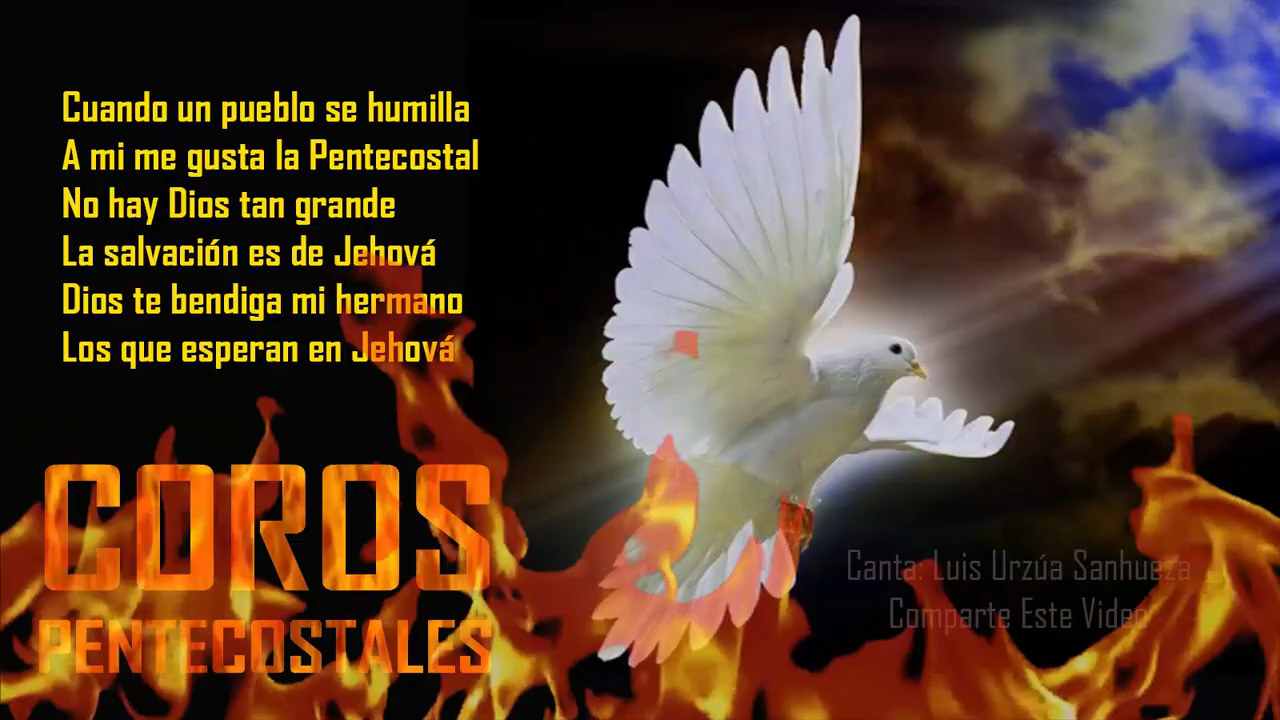 Cuando un pueblo se humilla
A mi me gusta la Pentecostal
No hay Dios tan grande
La salvación es de Jehová
Dios te bendiga mi hermano
Los que esperan en Jehová
COROS
PENTECOSTALES
Canta: Luis Urzúa Sanhueza
Comparte Este Video